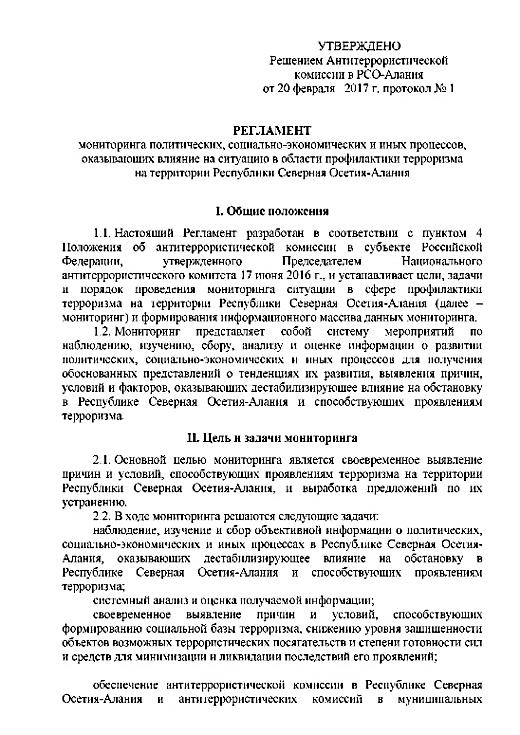 УТВЕРЖДЕНО
Решением Антитеррористической
комиссии в РСО-Алания
от 20 февраля 2017 г. протокол № 1
РЕГЛАМЕНТ
мониторинга политических, социально-экономических и иных процессов,
оказывающих влияние на ситуацию в области профилактики терроризма
на территории Республики Северная Осетия-Алания
I. Общие положения
1.1. Настоящий Регламент разработан в соответствии с пунктом 4
Положения об антитеррористической комиссии в субъекте Российской
Федерации, утвержденного Председателем Национального
антитеррористического комитета 17 июня 2016 г., и устанавливает цели, задачи
и порядок проведения мониторинга ситуации в сфере профилактики
терроризма на территории Республики Северная Осетия-Алания (далее –
мониторинг) и формирования информационного массива данных мониторинга.
1.2. Мониторинг представляет собой систему мероприятий по
наблюдению, изучению, сбору, анализу и оценке информации о развитии
политических, социально-экономических и иных процессов для получения
обоснованных представлений о тенденциях их развития, выявления причин,
условий и факторов, оказывающих дестабилизирующее влияние на обстановку
в Республике Северная Осетия-Алания и способствующих проявлениям
терроризма.
II. Цель и задачи мониторинга
2.1. Основной целью мониторинга является своевременное выявление
причин и условий, способствующих проявлениям терроризма на территории
Республики Северная Осетия-Алания, и выработка предложений по их
устранению.
2.2. В ходе мониторинга решаются следующие задачи:
наблюдение, изучение и сбор объективной информации о политических,
социально-экономических и иных процессах в Республике Северная Осетия-
Алания, оказывающих дестабилизирующее влияние на обстановку в
Республике Северная Осетия-Алания и способствующих проявлениям
терроризма;
системный анализ и оценка получаемой информации;
своевременное выявление причин и условий, способствующих
формированию социальной базы терроризма, снижению уровня защищенности
объектов возможных террористических посягательств и степени готовности сил
и средств для минимизации и ликвидации последствий его проявлений;
обеспечение антитеррористической комиссии в Республике Северная
Осетия-Алания и антитеррористических комиссий в муниципальных